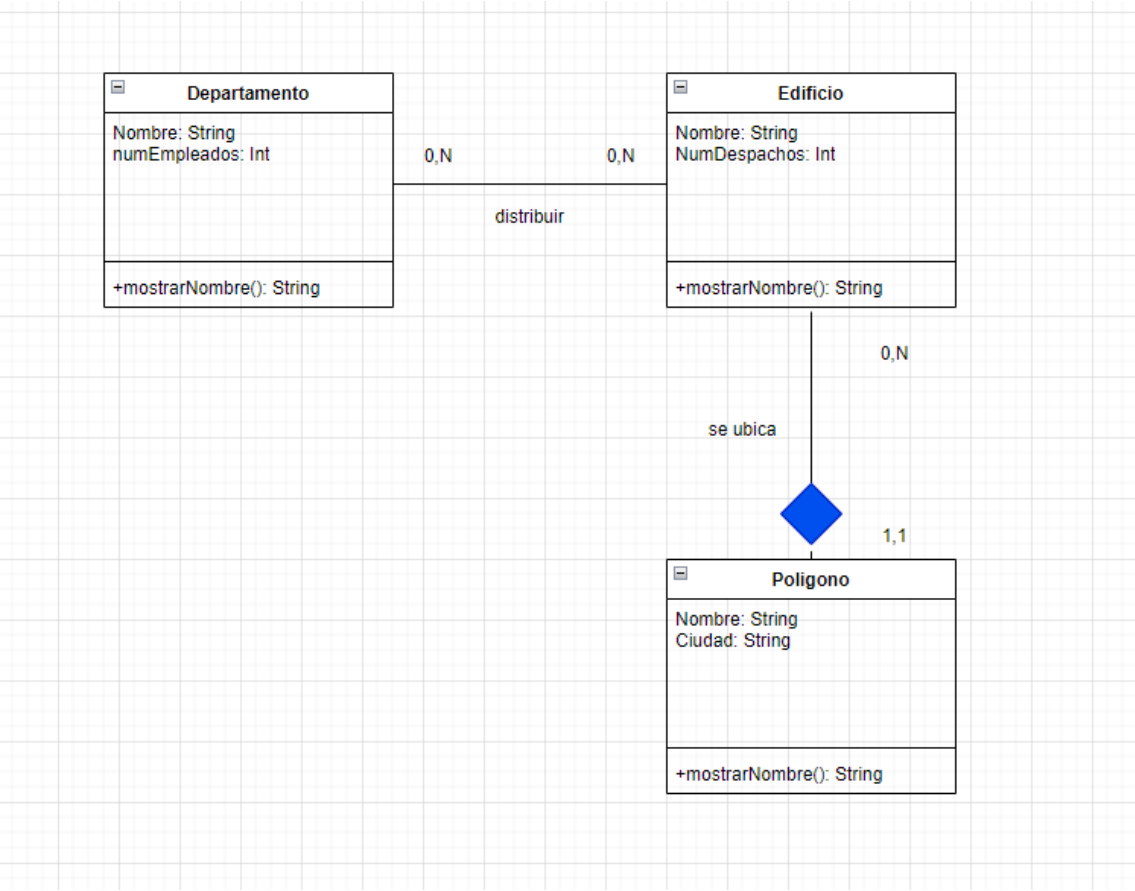 Departamento
Nombre: String
numEmpleados: Int
+mostrarNombre(): String
0,N
0,N
distribuir
Edificio
Nombre: String
NumDespachos: Int
+mostrarNombre(): String
0,N
se ubica
1,1
Poligono
Nombre: String
Ciudad: String
+mostrarNombre(): String